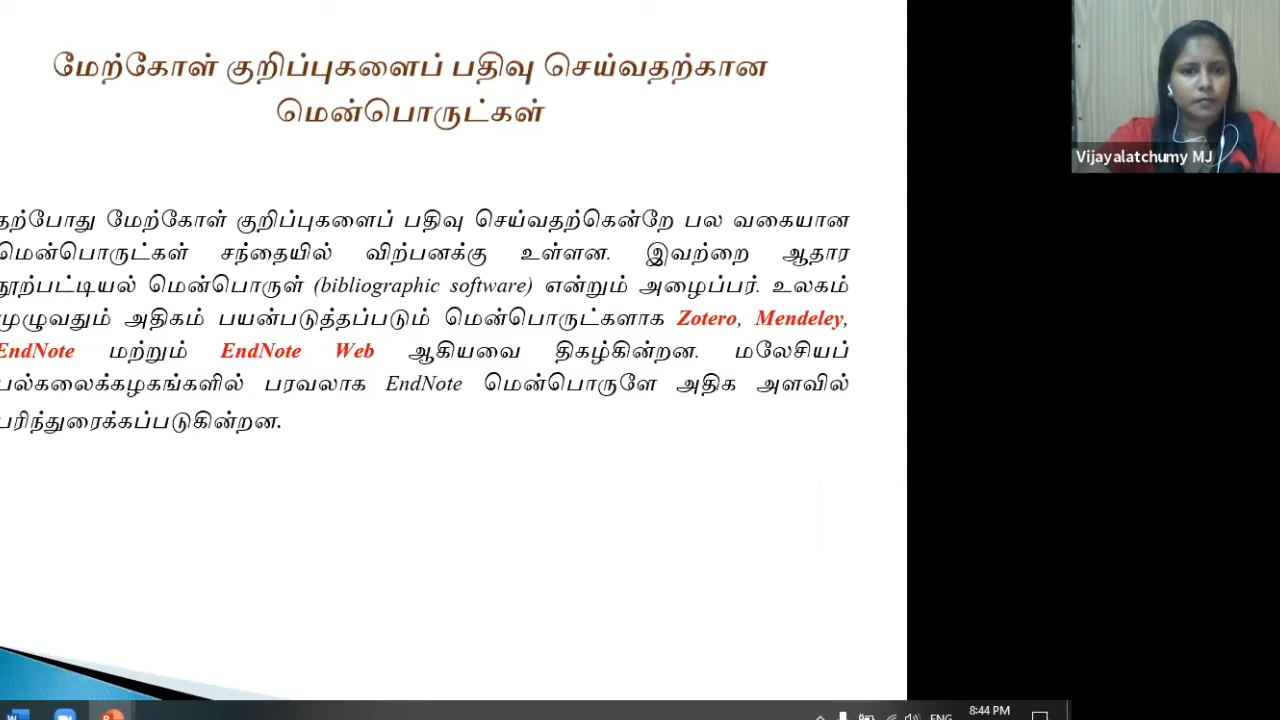 மேற்கோள் குறிப்புகளைப் பதிவு செய்வதற்கான
மென்பொருட்கள்
Vijayalatchumy MJ
தற்போது மேற்கோள் குறிப்புகளைப் பதிவு செய்வதற்கென்றே பல வகையான
மென்பொருட்கள் சந்தையில் விற்பனக்கு உள்ளன. இவற்றை ஆதார
நூற்பட்டியல் மென்பொருள் (bibliographic software) என்றும் அழைப்பர். உலகம்
முழுவதும் அதிகம் பயன்படுத்தப்படும் மென்பொருட்களாக Zotero, Mendeley,
EndNote மற்றும் EndNote Web ஆகியவை திகழ்கின்றன. மலேசியப்
பல்கலைக்கழகங்களில் பரவலாக EndNote மென்பொருளே அதிக அளவில்
பரிந்துரைக்கப்படுகின்றன.
ENG
8:44 PM